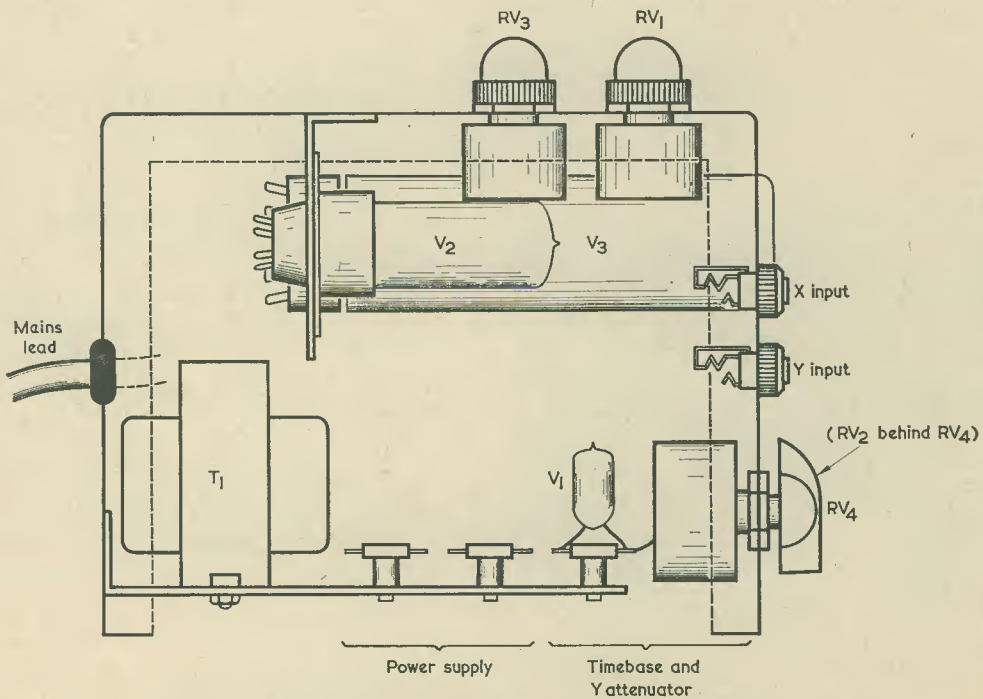 RV3
RV1
V2
V3
X input
Mains
lead
Y input
(RV2 behind RV4)
T1
V1
RV4
Power supply
Timebase and
Y attenuator